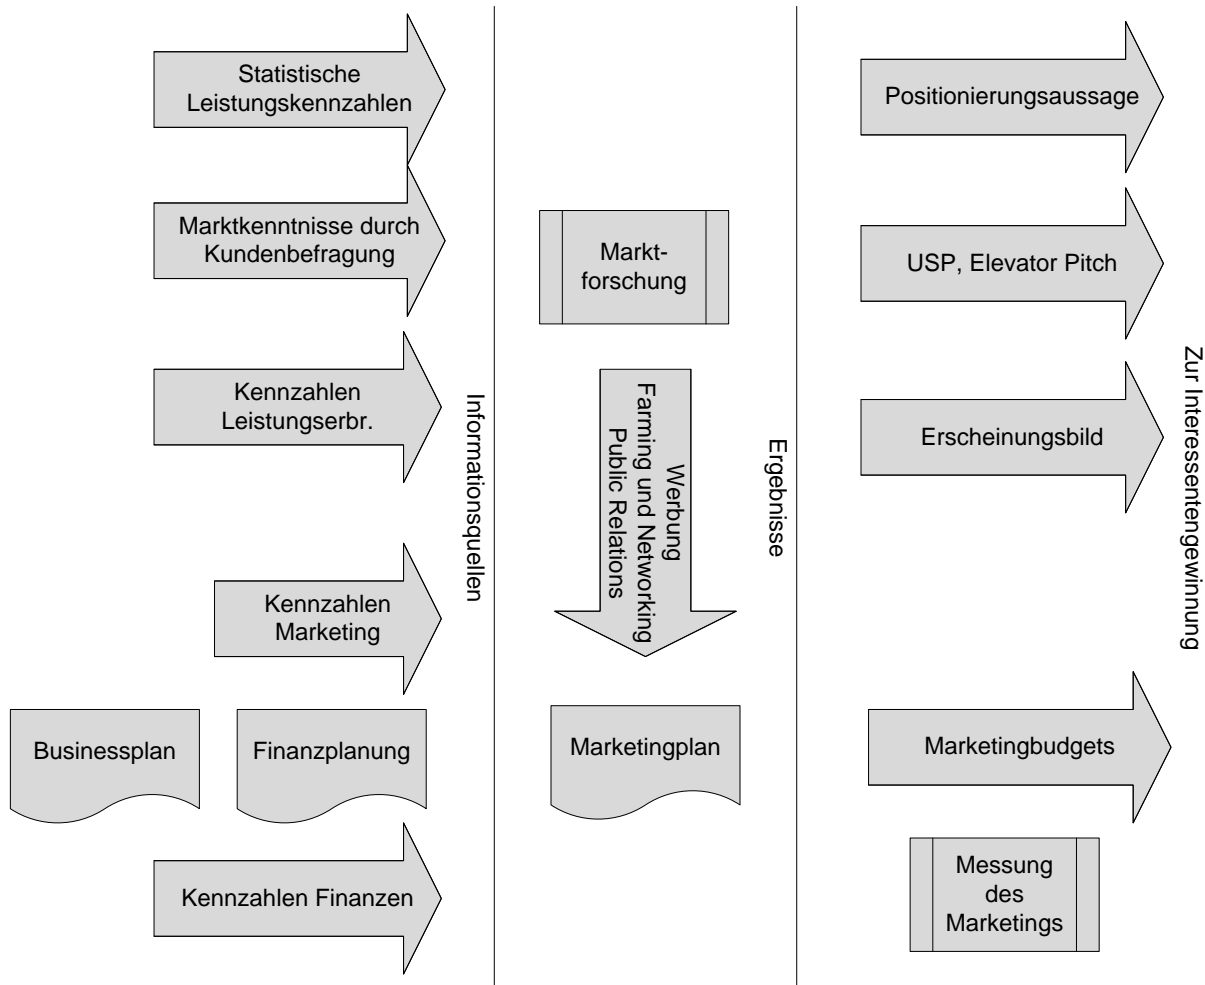 Statistische
Leistungskennzahlen
Marktkenntnisse durch
Kundenbefragung
Kennzahlen
Leistungserbr.
Kennzahlen
Marketing
Businessplan
Finanzplanung
Kennzahlen Finanzen
Informationsquellen
Markt-
forschung
Werbung
Farming und Networking
Public Relations
Marketingplan
Ergebnisse
Positionierungsaussage
USP, Elevator Pitch
Erscheinungsbild
Marketingbudgets
Messung
des
Marketings
Zur Interessentengewinnung